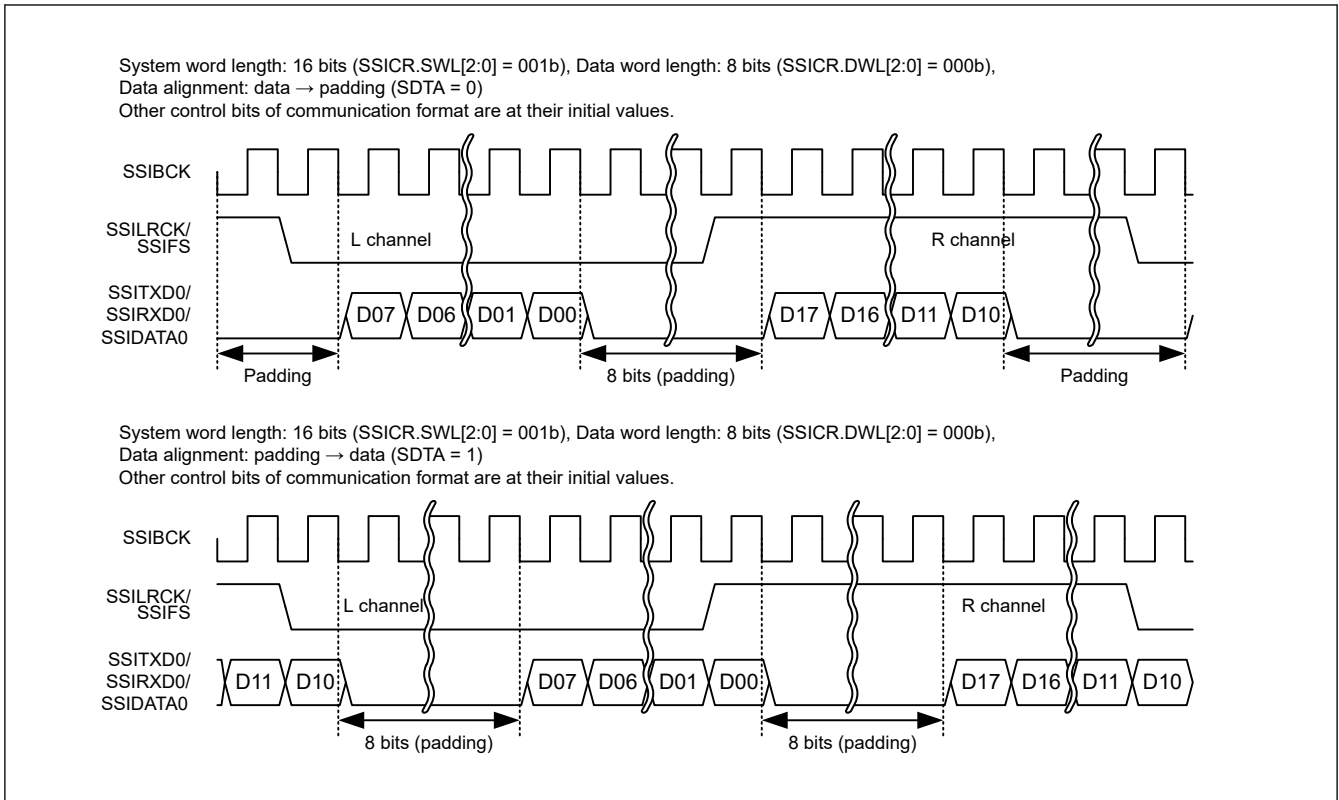 System word length: 16 bits (SSICR.SWL[2:0] = 001b), Data word length: 8 bits (SSICR.DWL[2:0] = 000b),
Data alignment: data → padding (SDTA = 0)
Other control bits of communication format are at their initial values.
SSIBCK
SSILRCK/
SSIFS
L channel
R channel
SSITXD0/
SSIRXD0/
SSIDATA0
D07 D06 D01 D00 D17 D16 D11 D10
Padding
8 bits (padding)
Padding
System word length: 16 bits (SSICR.SWL[2:0] = 001b), Data word length: 8 bits (SSICR.DWL[2:0] = 000b),
Data alignment: padding → data (SDTA = 1)
Other control bits of communication format are at their initial values.
SSIBCK
SSILRCK/
SSIFS
L channel
R channel
SSITXD0/
SSIRXD0/
SSIDATA0
D11 D10 D07 D06 D01 D00 D17 D16 D11 D10
8 bits (padding)
8 bits (padding)